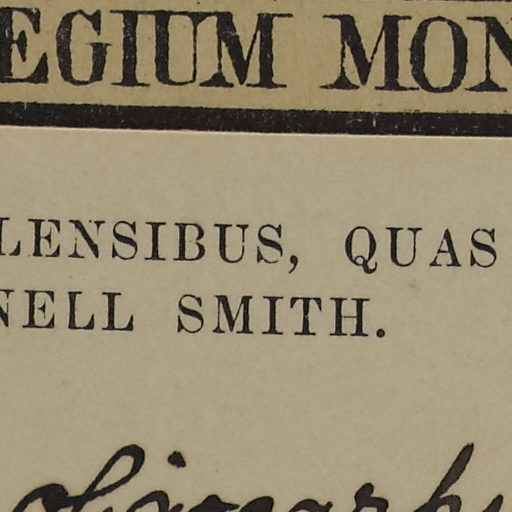 EGIUM MON
LENSIBUS, QUAS
NELL SMITH.